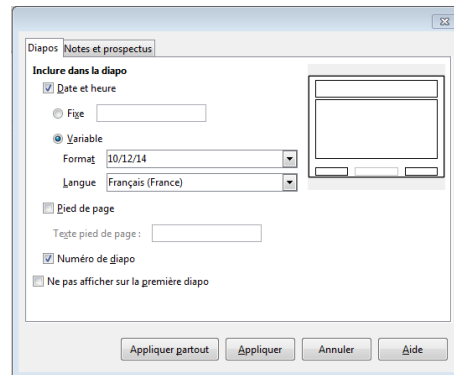 Diapos Notes et prospectus
Inclure dans la diapo
Date et heure
Fixe
Variable
Format 10/12/14
Langue Français (France)
Pied de page
Texte pied de page :
Numéro de diapo
Ne pas afficher sur la première diapo
Appliquer partout Appliquer Annuler Aide